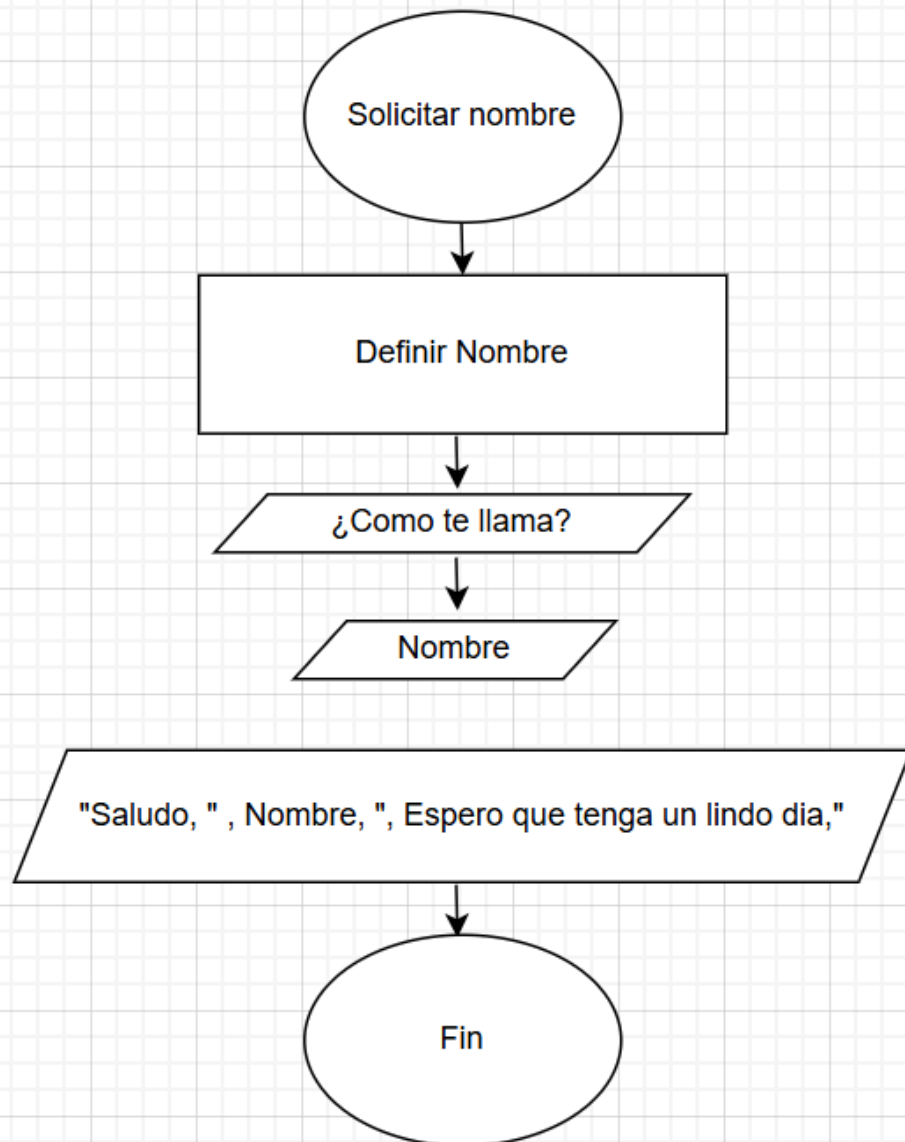 Solicitar nombre
Definir Nombre
¿Como te llama?
Nombre
"Saludo, " , Nombre, ", Espero que tenga un lindo dia,"
Fin